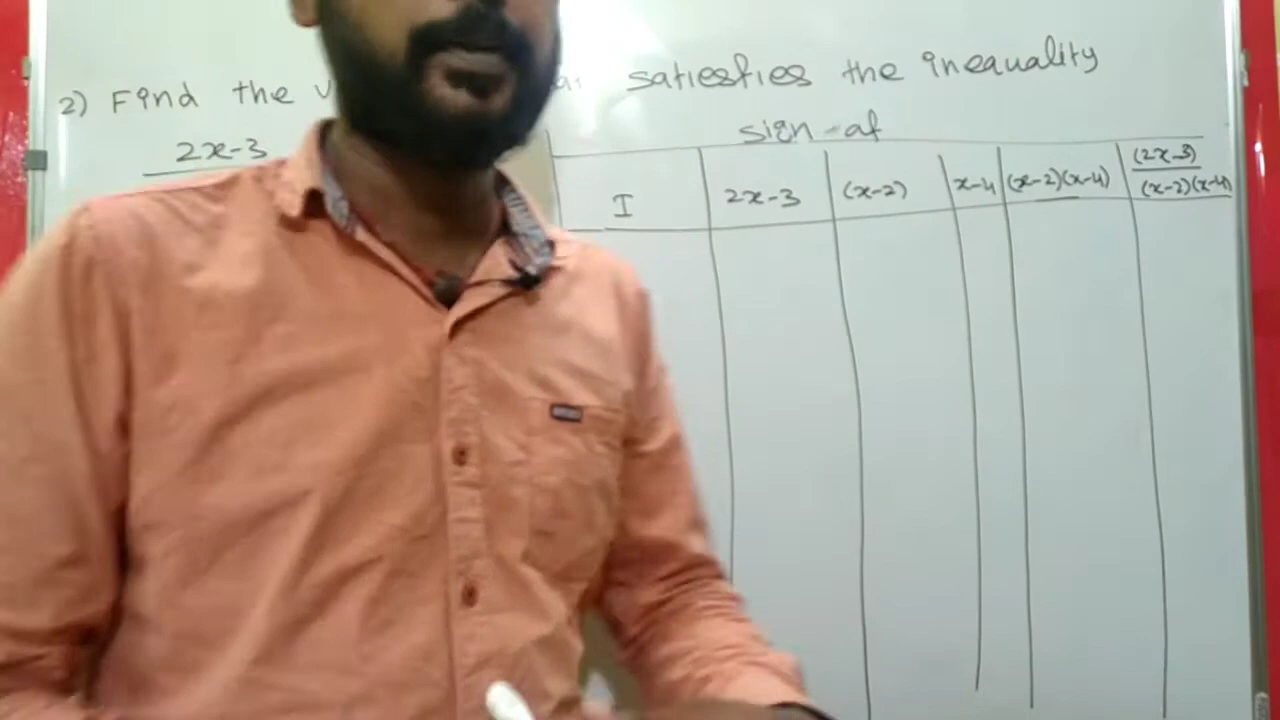 2) Find the satiesfies the inequality
2x-3
sign of
I 2x-3 (x-2) x-4 (x-2)(x-4) (2x-3)
(x-2)(x-4)